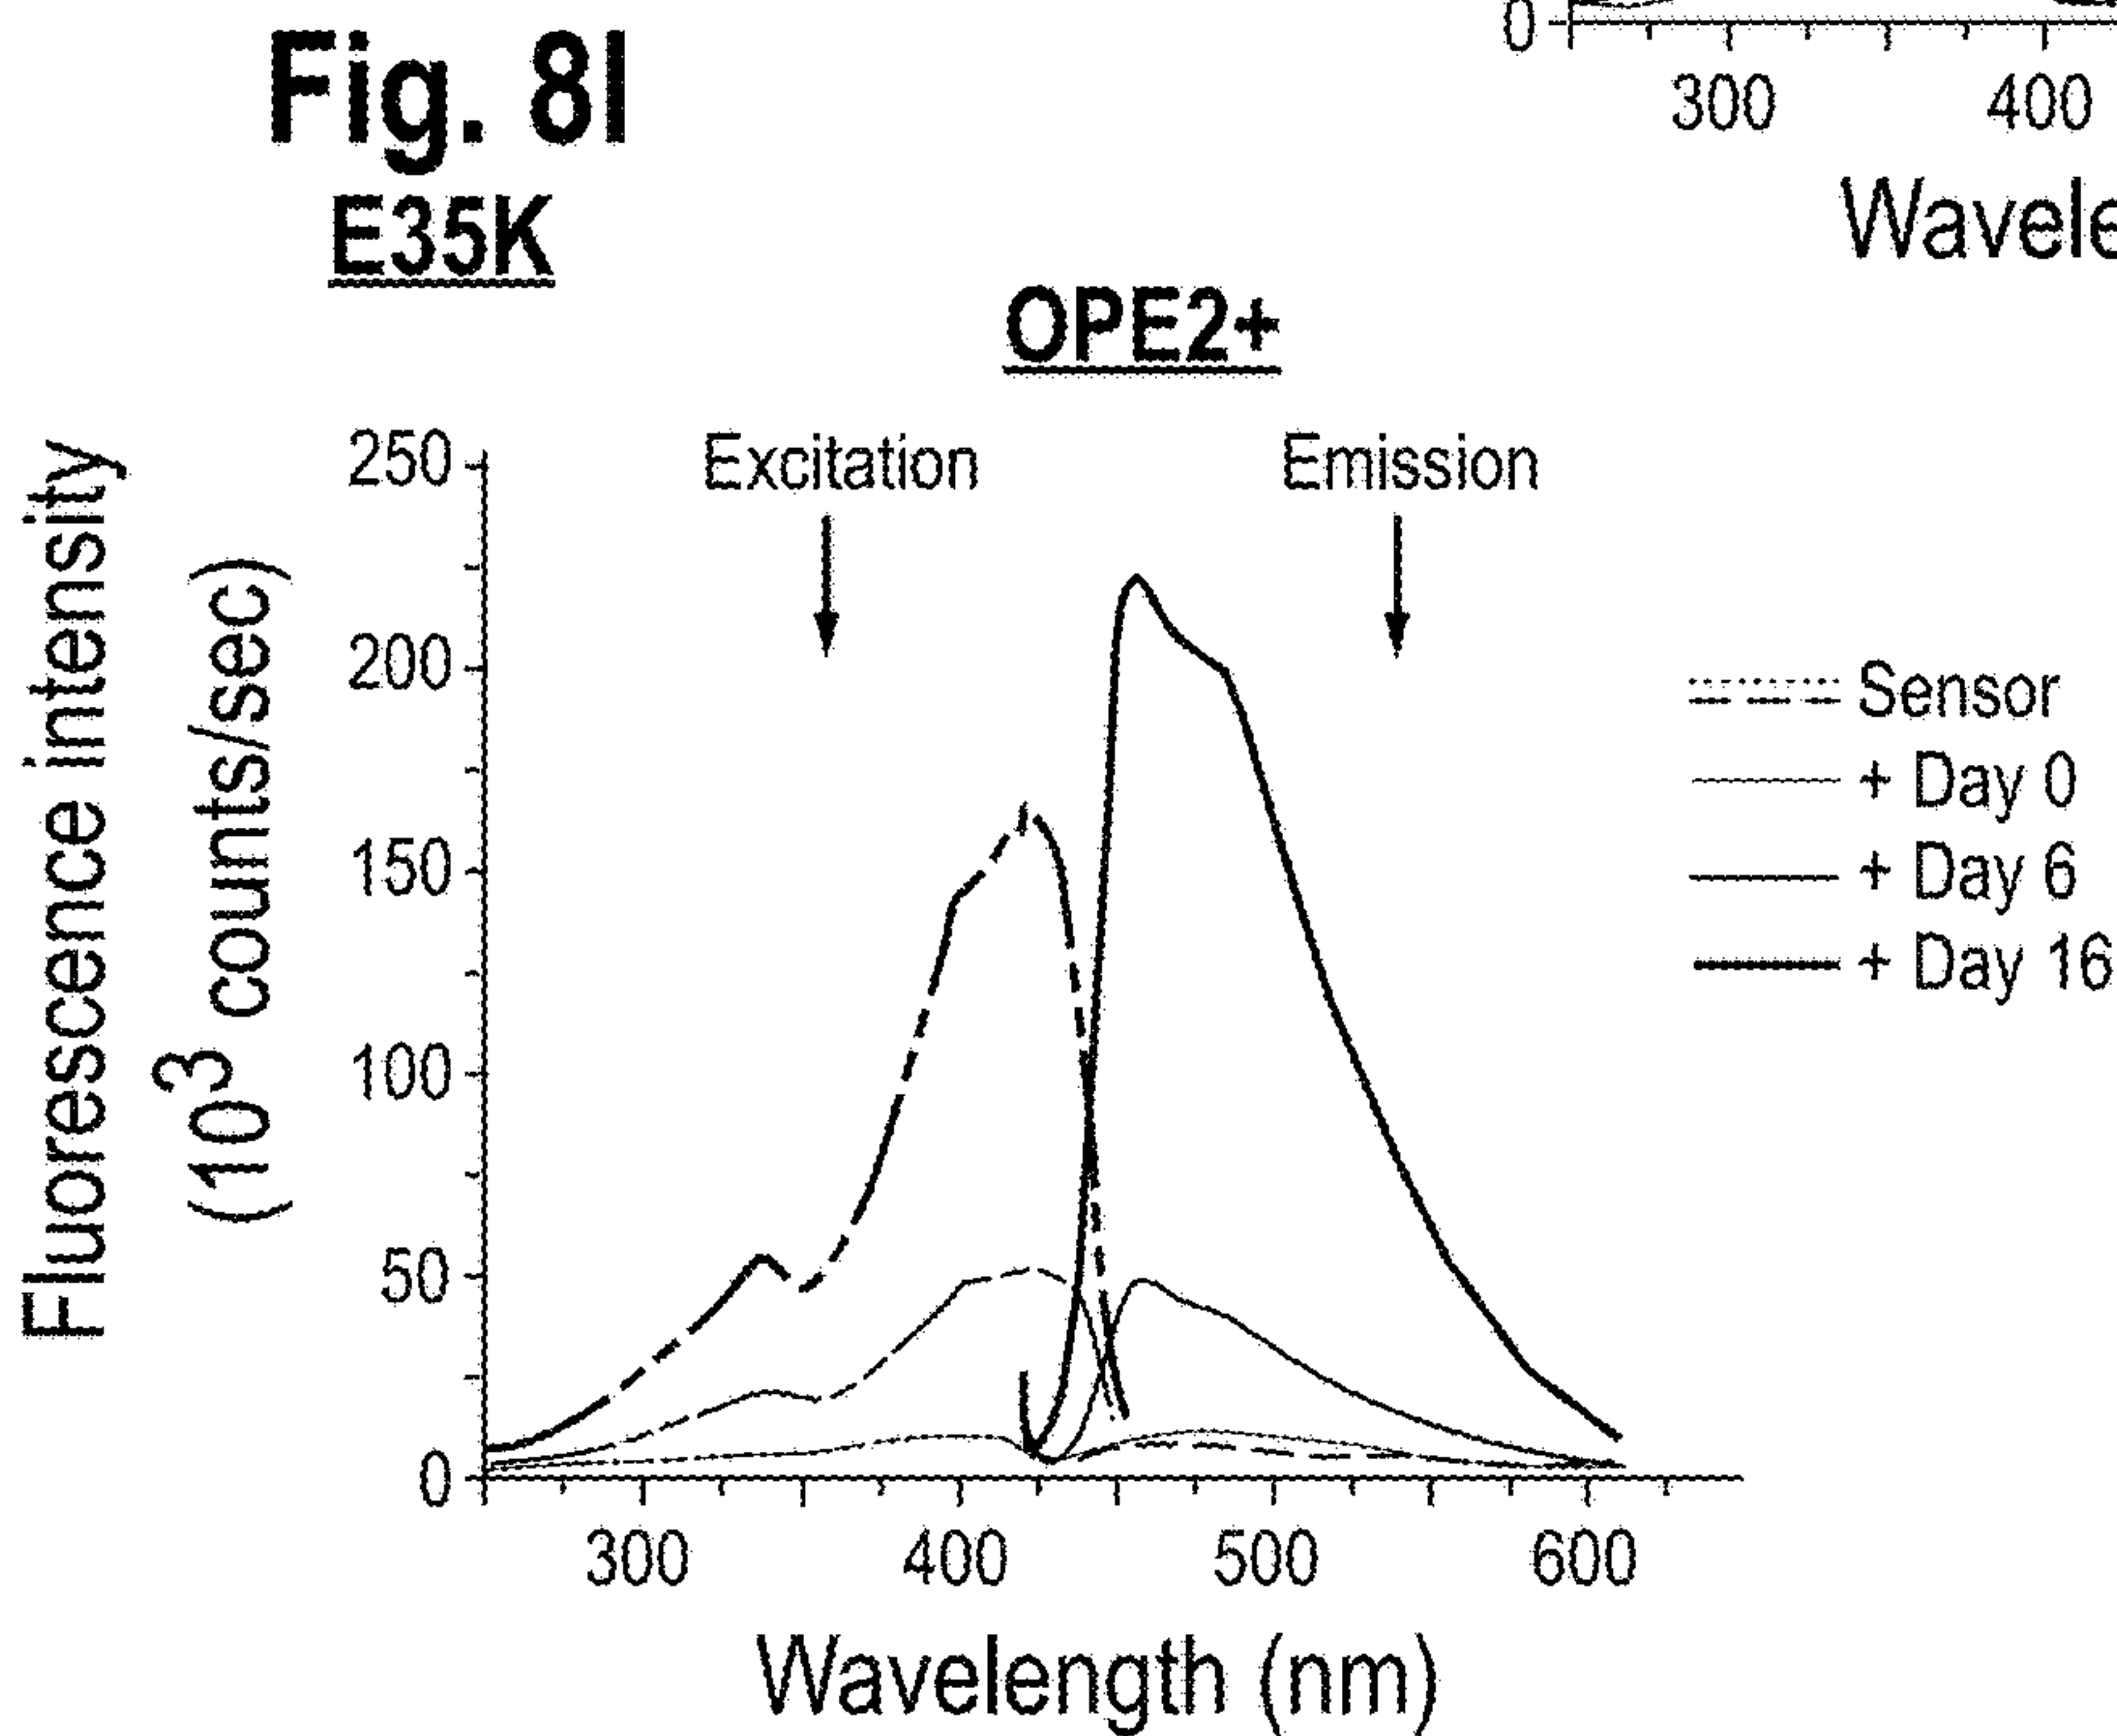 0
300 400
Wavele
Fig. 8I
E35K
OPE2+
Fluorescence intensity
(10³ counts/sec)
250
200
150
100
50
0
Excitation
Emission
Sensor
+ Day 0
+ Day 6
+ Day 16
300 400 500 600
Wavelength (nm)